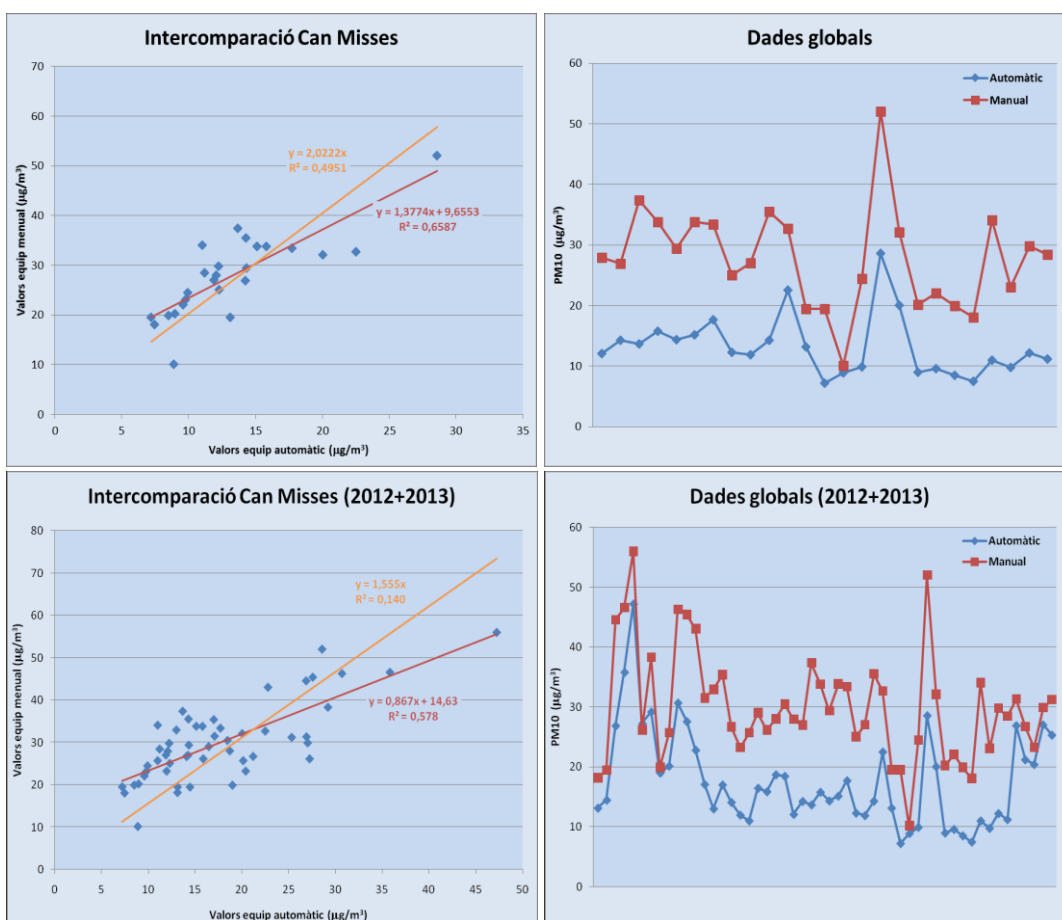 Intercomparació Can Misses
Valors equip menual (µg/m³)
70
60
50
40
30
20
10
0
y = 2,0222x
R² = 0,4951
y = 1,3774x + 9,6553
R² = 0,6587
0 5 10 15 20 25 30 35
Valors equip automàtic (µg/m³)
Dades globals
PM10 (µg/m³)
60
50
40
30
20
10
0
Automàtic
Manual
Intercomparació Can Misses (2012+2013)
Valors equip menual (µg/m³)
80
70
60
50
40
30
20
10
0
y = 1,555x
R² = 0,140
y = 0,867x + 14,63
R² = 0,578
0 5 10 15 20 25 30 35 40 45 50
Valors equip automàtic (µg/m³)
Dades globals (2012+2013)
PM10 (µg/m³)
60
50
40
30
20
10
0
Automàtic
Manual